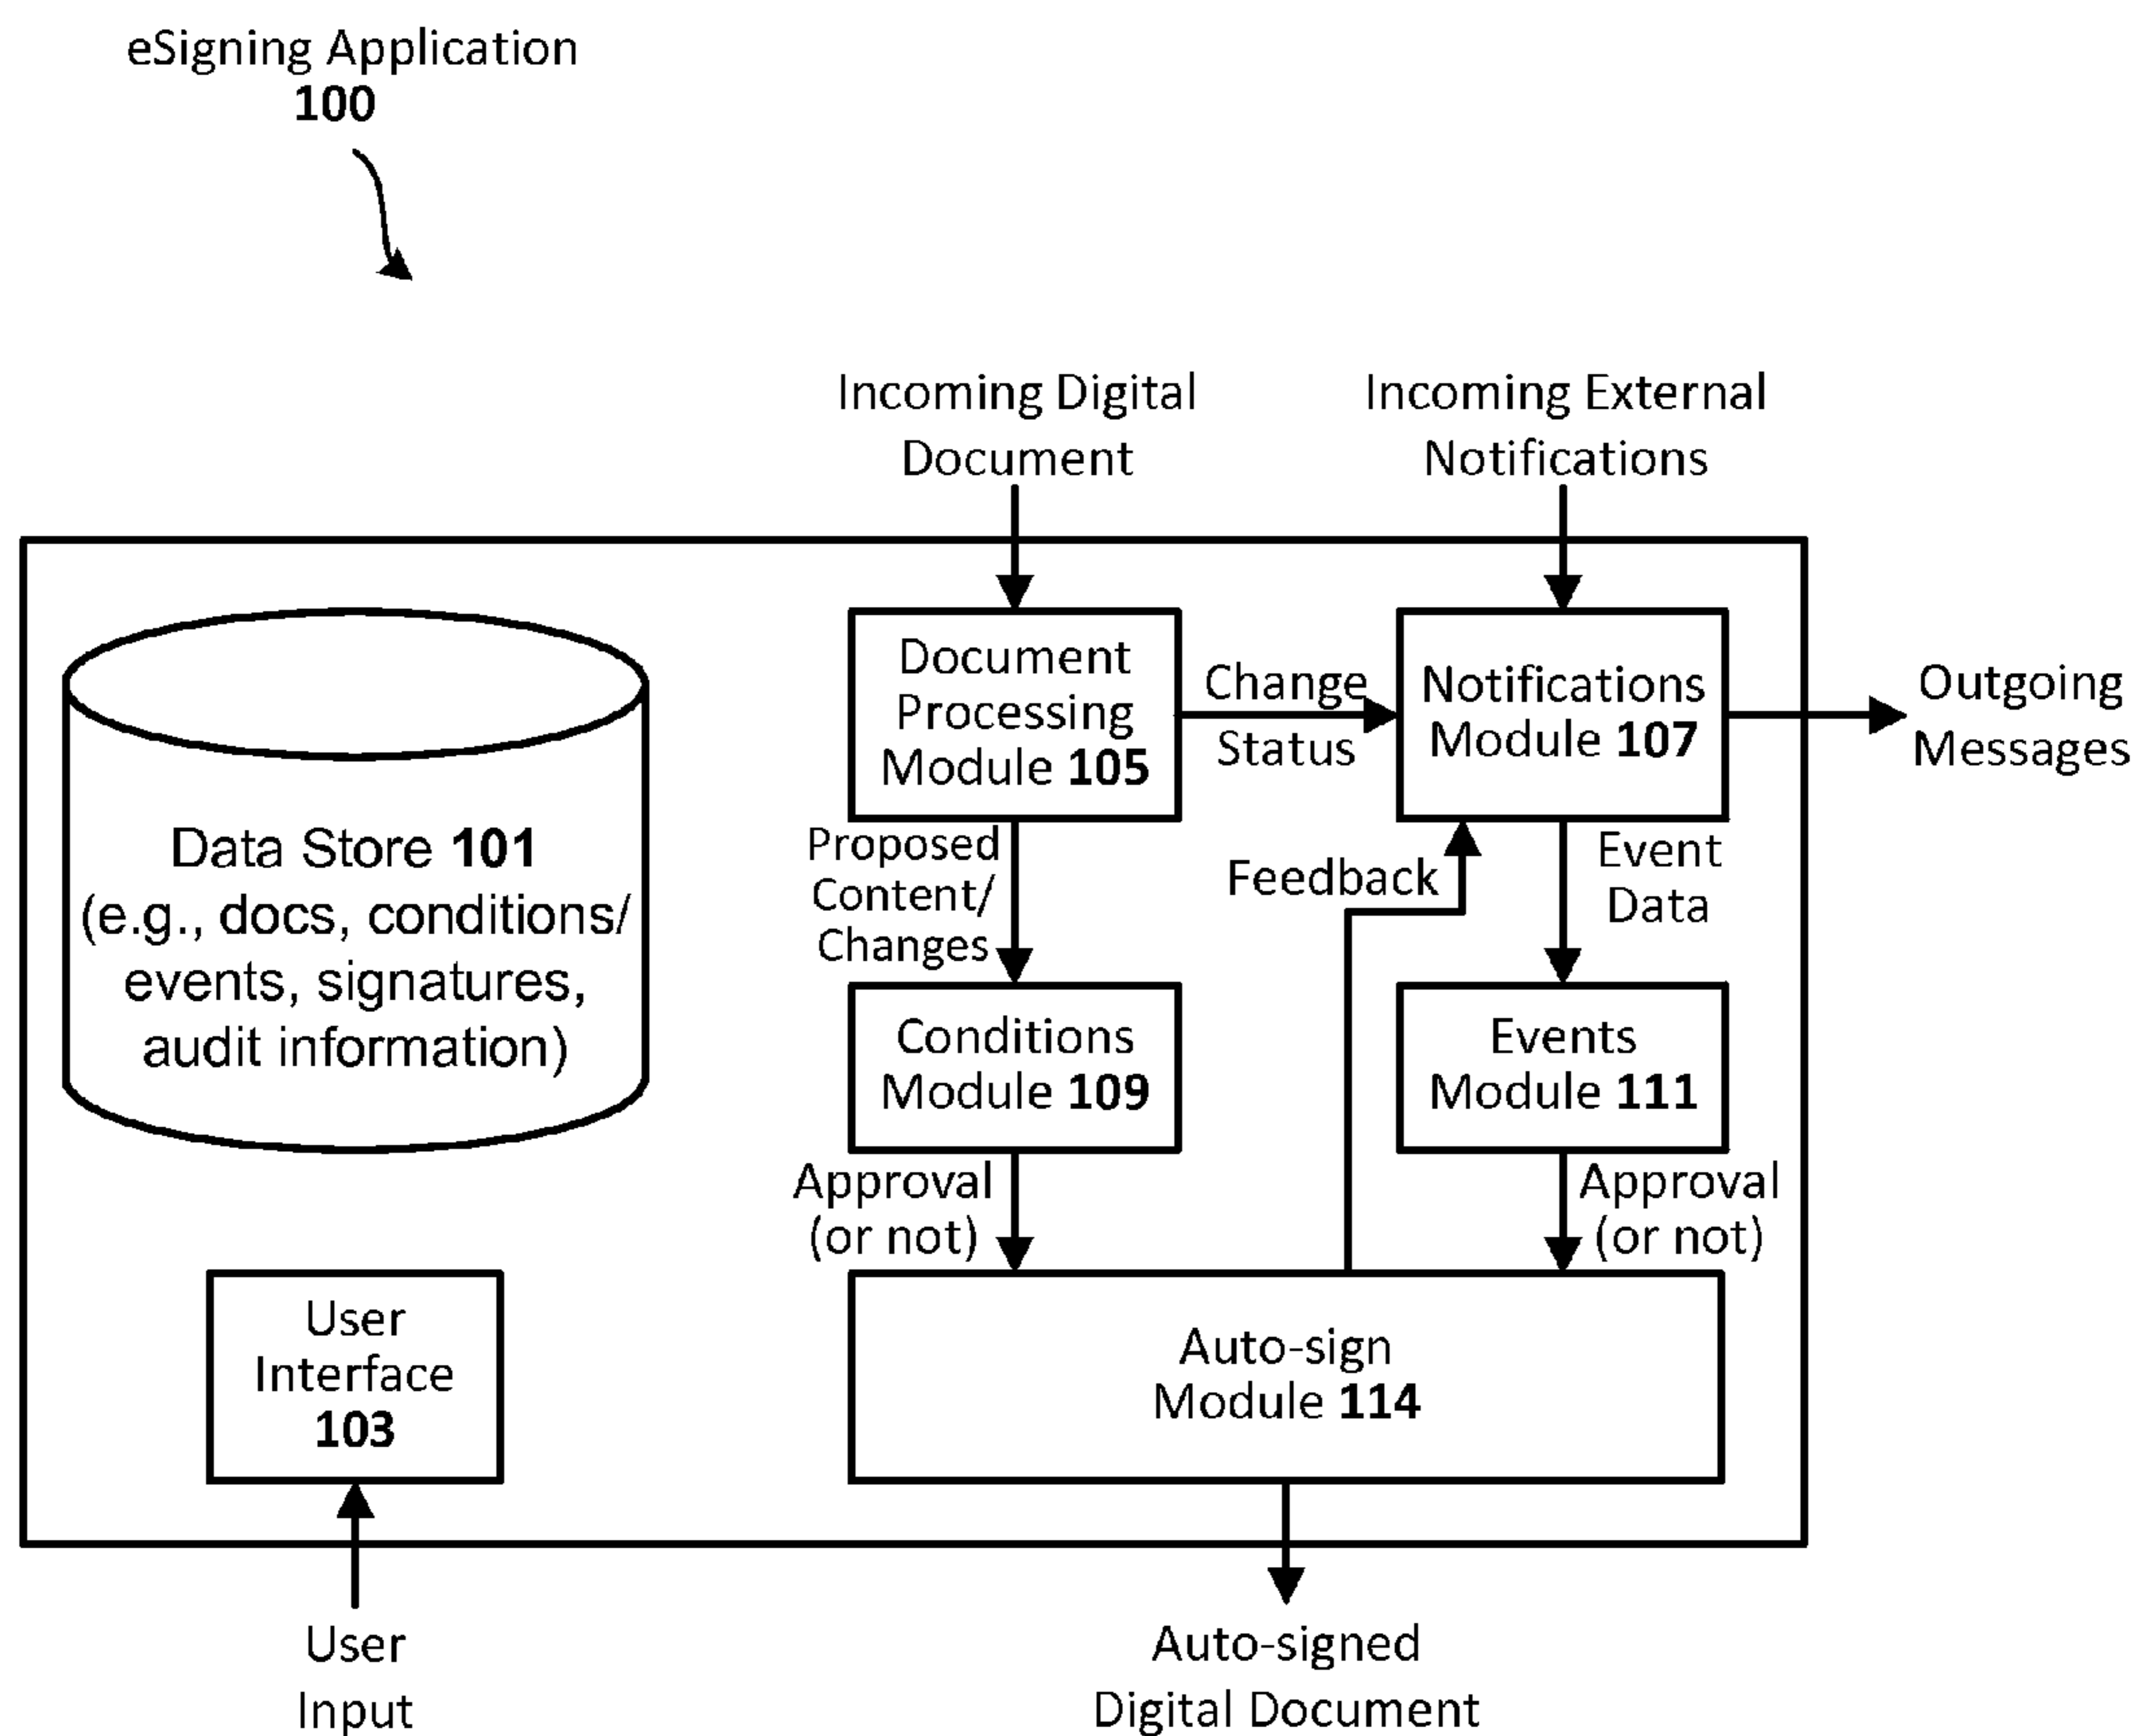 eSigning Application
100
Incoming Digital
Document
Incoming External
Notifications
Document
Processing
Module 105
Change
Status
Notifications
Module 107
Outgoing
Messages
Data Store 101
(e.g., docs, conditions/
events, signatures,
audit information)
Proposed
Content/
Changes
Feedback
Event
Data
Conditions
Module 109
Events
Module 111
Approval
(or not)
Approval
(or not)
User
Interface
103
Auto-sign
Module 114
User
Input
Auto-signed
Digital Document